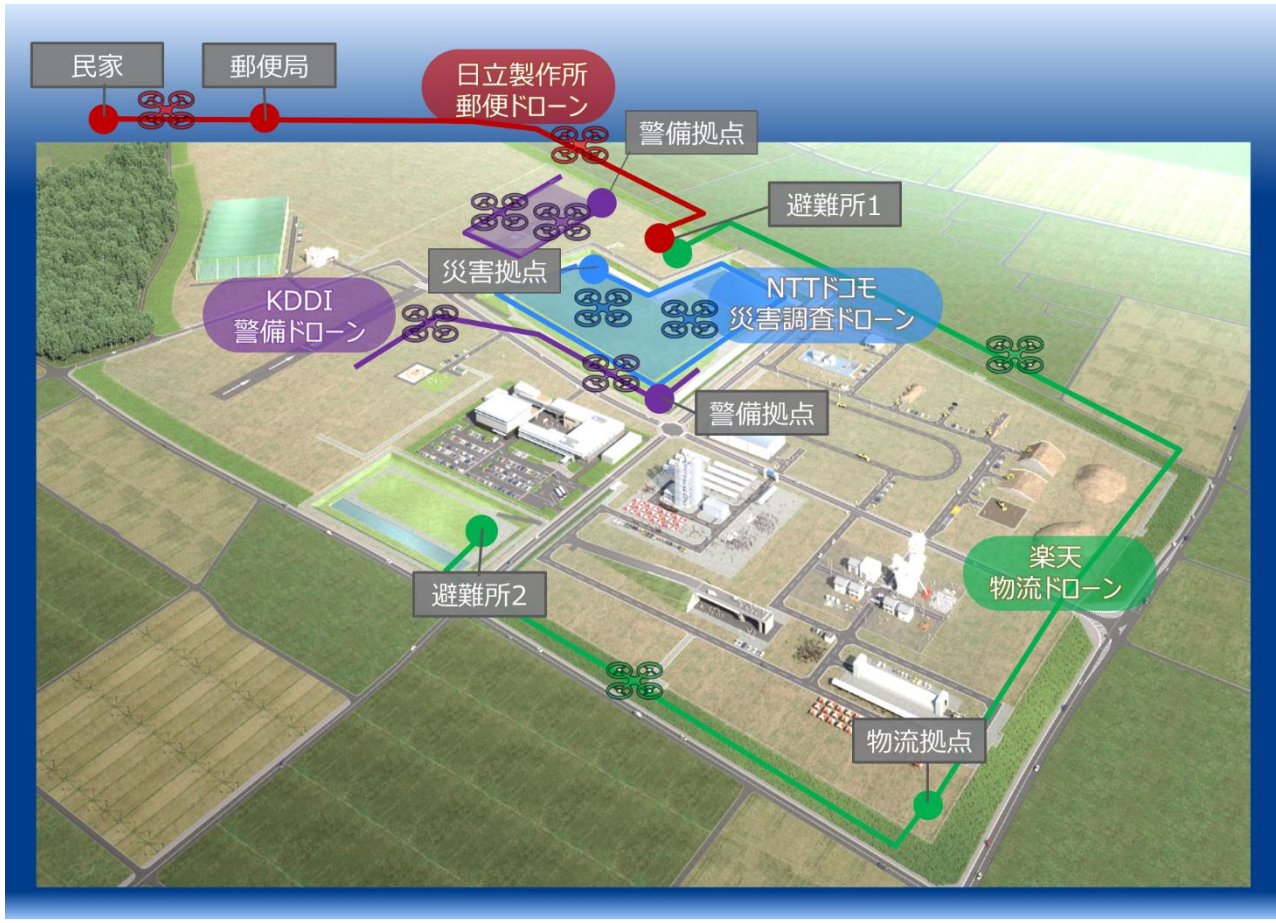 民家
郵便局
日立製作所
郵便ドローン
警備拠点
避難所1
災害拠点
KDDI
警備ドローン
NTTドコモ
災害調査ドローン
警備拠点
楽天
物流ドローン
避難所2
物流拠点